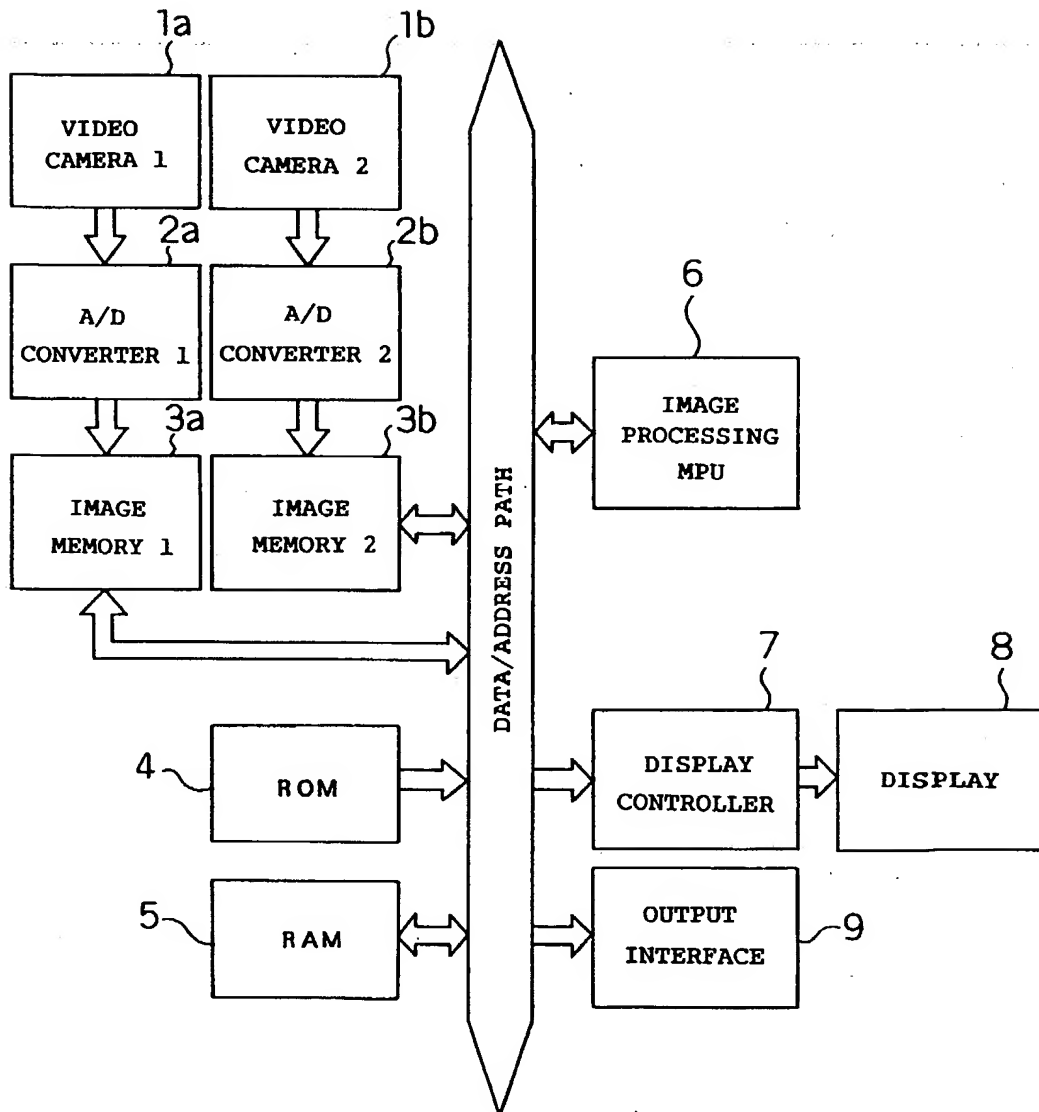 1a
1b
VIDEO
CAMERA 1
VIDEO
CAMERA 2
2a
2b
A/D
CONVERTER 1
A/D
CONVERTER 2
3a
3b
IMAGE
MEMORY 1
IMAGE
MEMORY 2
6
IMAGE
PROCESSING
MPU
DATA/ADDRESS PATH
4
ROM
7
DISPLAY
CONTROLLER
8
DISPLAY
5
RAM
OUTPUT
INTERFACE
9